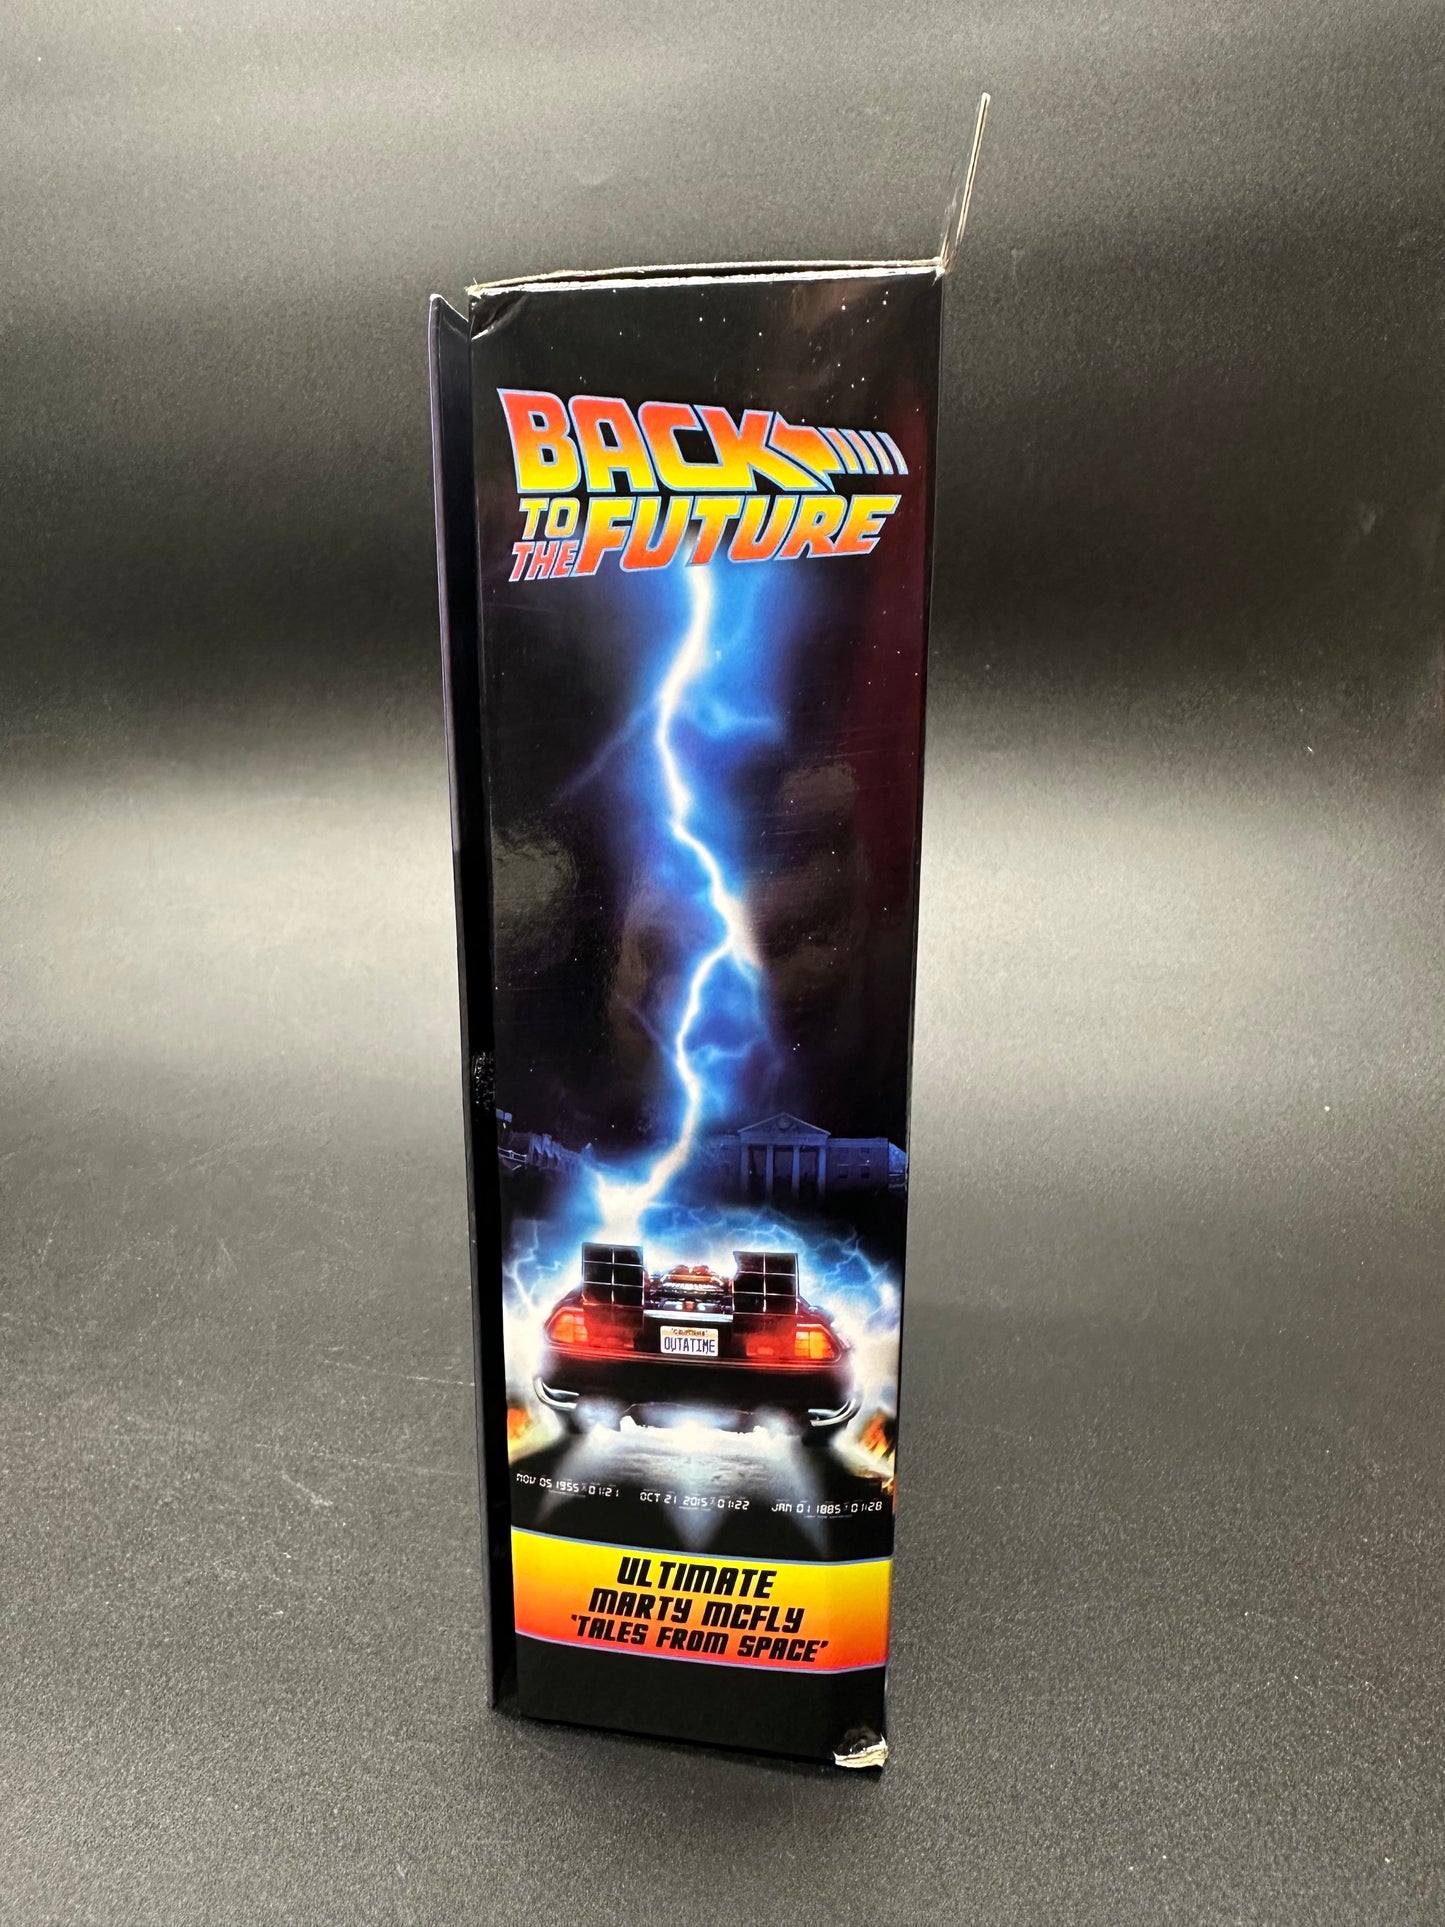 BACK
TO
THE FUTURE
CALIFORNIA
OUTATIME
NOV 05 1955 01:21 OCT 21 2015 01:22 JAN 01 1885 01:28
ULTIMATE
MARTY MCFLY
'TALES FROM SPACE'